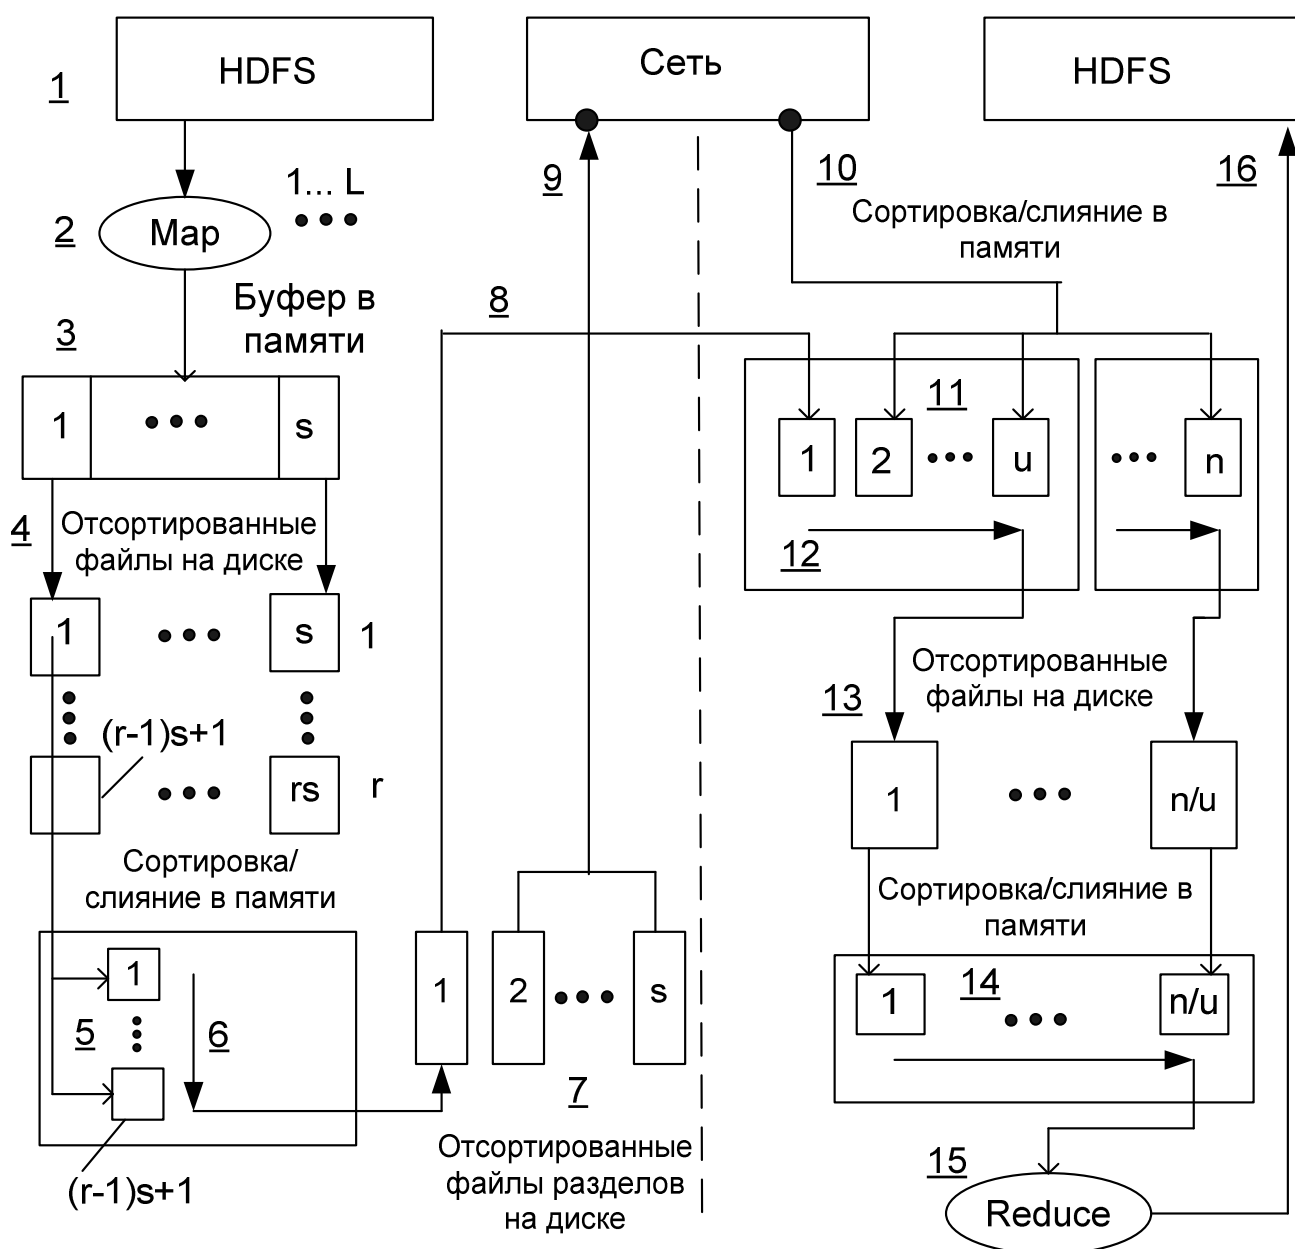 HDFS
Сеть
HDFS
1
1... L
2
Map
9
10
16
Сортировка/слияние в
памяти
Буфер в
памяти
3
8
1
s
11
1
2
u
n
4
Отсортированные
файлы на диске
12
1
s
1
Отсортированные
файлы на диске
13
(r-1)s+1
rs
r
1
n/u
Сортировка/
слияние в памяти
Сортировка/слияние в
памяти
1
5
6
1
2
s
14
1
n/u
7
(r-1)s+1
Отсортированные
файлы разделов
на диске
15
Reduce